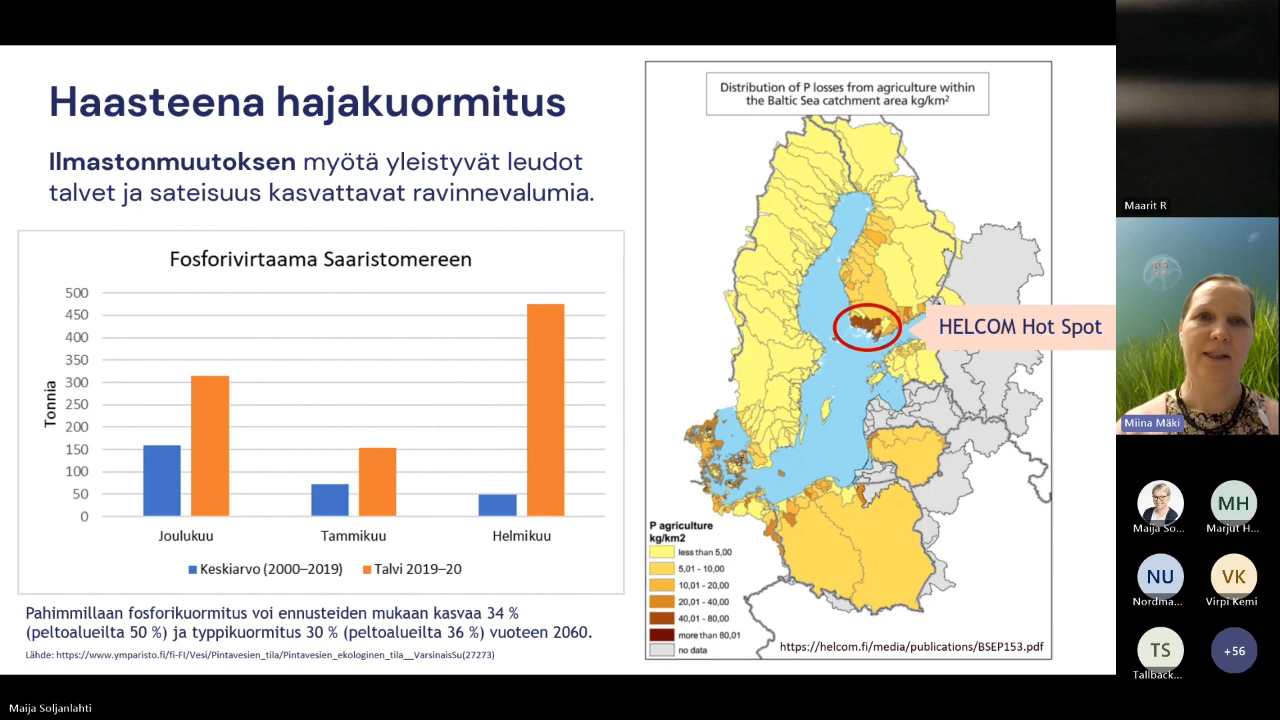 Haasteena hajakuormitus
Ilmastonmuutoksen myötä yleistyvät leudot
talvet ja sateisuus kasvattavat ravinnevalumia.
Fosforivirtaama Saaristomereen
500
450
400
350
300
250
200
150
100
50
0
Tonnia
Joulukuu
Tammikuu
Helmikuu
Keskiarvo (2000–2019)
Talvi 2019–20
Pahimmillaan fosforikuormitus voi ennusteiden mukaan kasvaa 34 %
(peltoalueilta 50 %) ja typpikuormitus 30 % (peltoalueilta 36 %) vuoteen 2060.
Lähde: https://www.ymparisto.fi/fi-FI/Vesi/Pintavesien_tila/Pintavesien_ekologinen_tila__VarsinaisSu(27273)
Distribution of P losses from agriculture within
the Baltic Sea catchment area kg/km²
HELCOM Hot Spot
P agriculture
kg/km2
less than 5,00
5,01 - 10,00
10,01 - 20,00
20,01 - 40,00
40,01 - 80,00
more than 80,01
no data
https://helcom.fi/media/publications/BSEP153.pdf
Maarit R
Miina Mäki
Maija So...
MH
Marjut H...
NU
Nordma...
VK
Virpi Kemi
TS
Tallback...
+56
Maija Soljanlahti